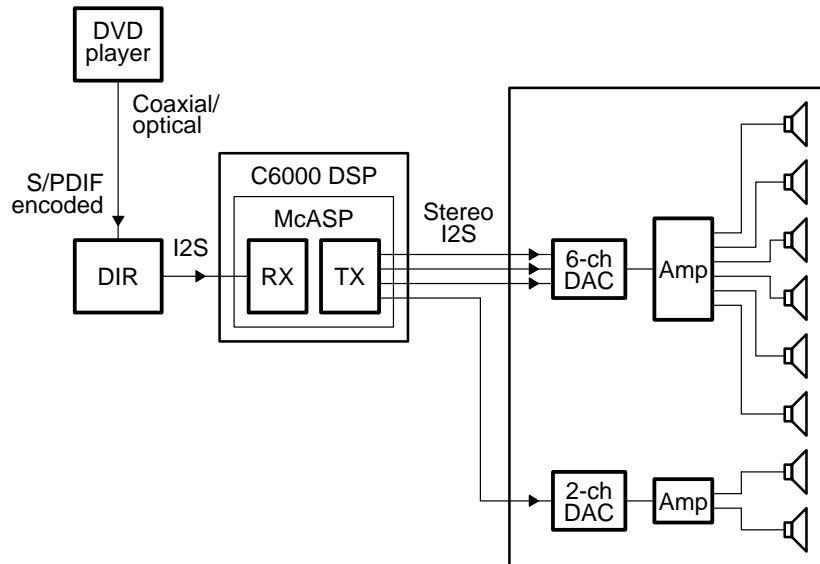 DVD
player
Coaxial/
optical
S/PDIF
encoded
DIR
I2S
C6000 DSP
McASP
RX
TX
Stereo
I2S
6-ch
DAC
Amp
2-ch
DAC
Amp